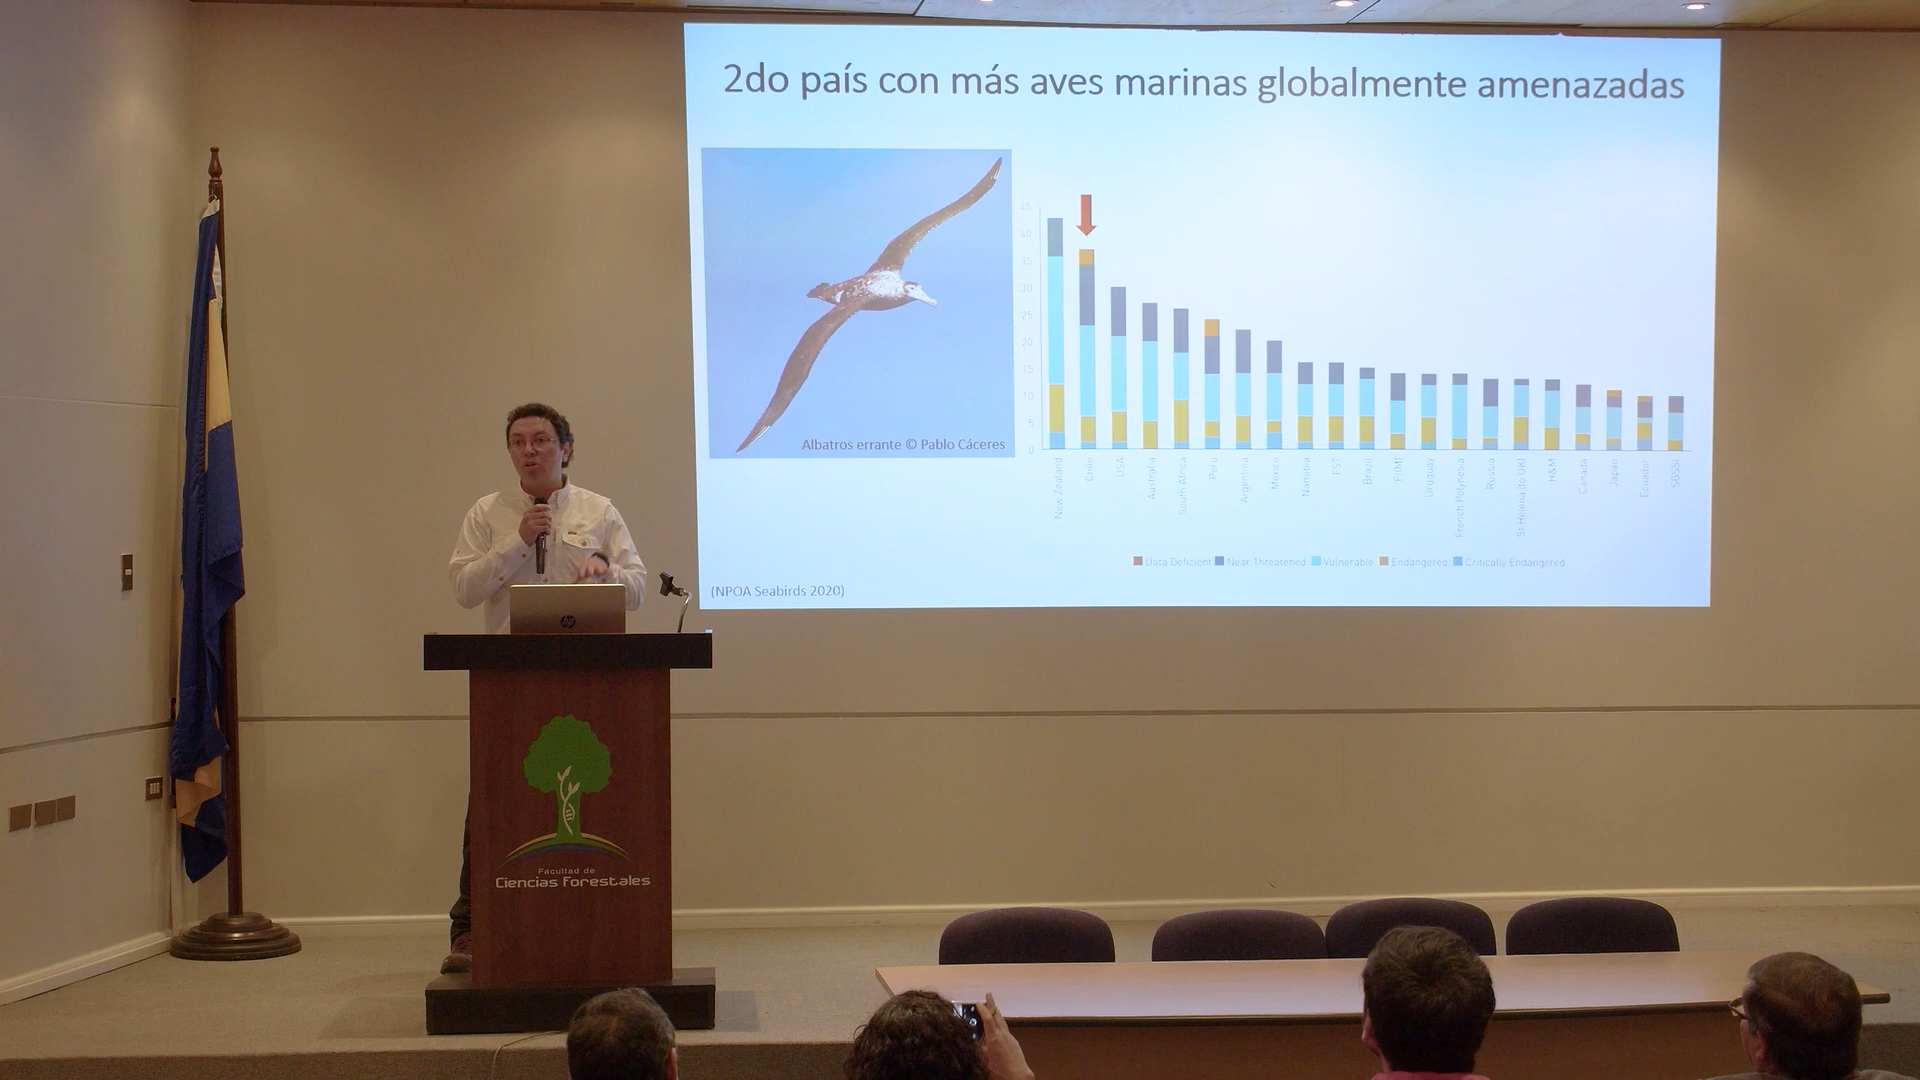 2do país con más aves marinas globalmente amenazadas
Albatros errante © Pablo Cáceres
45
40
35
30
25
20
15
10
5
0
New Zealand
Chile
USA
Australia
South Africa
Peru
Argentina
Mexico
Namibia
FST
Brazil
FI[M]
Uruguay
French Polynesia
Russia
St Helena (to UK)
H&M
Canada
Japan
Ecuador
SGSSI
Data Deficient
Near Threatened
Vulnerable
Endangered
Critically Endangered
(NPOA Seabirds 2020)
hp
Facultad de
Ciencias Forestales